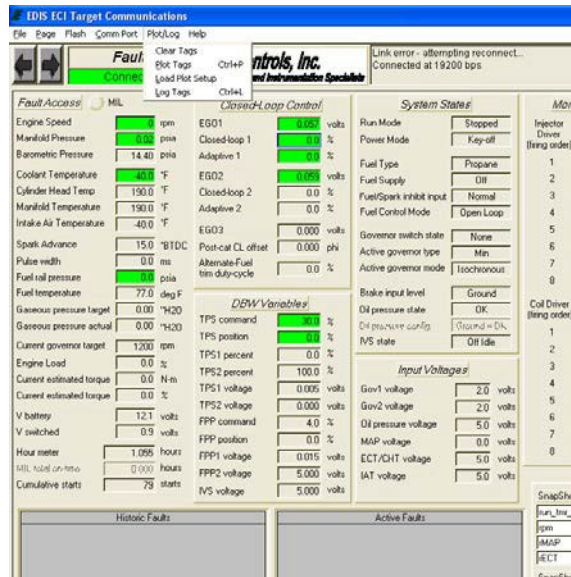 EDIS ECI Target Communications
File Page Flash Comm Port Plot/Log Help
Clear Tags
Plot Tags Ctrl+P
Load Plot Setup
Log Tags Ctrl+L
Faul
Connec
ntrols, Inc.
and Instrumentation Specialists
Link error - attempting reconnect...
Connected at 19200 bps
Fault Access MIL
Engine Speed 0 rpm
Manifold Pressure 0.02 psia
Barometric Pressure 14.40 psia
Coolant Temperature -40.0 °F
Cylinder Head Temp 190.0 °F
Manifold Temperature 190.0 °F
Intake Air Temperature -40.0 °F
Spark Advance 15.0 °BTDC
Pulse width 0.0 ms
Fuel rail pressure 0.0 psia
Fuel temperature 77.0 deg F
Gaseous pressure target 0.00 "H2O
Gaseous pressure actual 0.00 "H2O
Current governor target 1200 rpm
Engine Load 0.0 %
Current estimated torque 0.0 N-m
Current estimated torque 0.0 %
V battery 12.1 volts
V switched 0.9 volts
Hour meter 1.055 hours
MIL total on-time 0.000 hours
Cumulative starts 79 starts
Closed-Loop Control
EGO1 0.057 volts
Closed-loop 1 0.0 %
Adaptive 1 0.0 %
EGO2 0.059 volts
Closed-loop 2 0.0 %
Adaptive 2 0.0 %
EGO3 0.000 volts
Post-cat CL offset 0.000 phi
Alternate-Fuel
trim duty-cycle 0.0 %
DBW Variables
TPS command 30.0 %
TPS position 0.0 %
TPS1 percent 0.0 %
TPS2 percent 100.0 %
TPS1 voltage 0.005 volts
TPS2 voltage 0.000 volts
FPP command 4.0 %
FPP position 0.0 %
FPP1 voltage 0.015 volts
FPP2 voltage 5.000 volts
IVS voltage 5.000 volts
System States
Run Mode Stopped
Power Mode Key-off
Fuel Type Propane
Fuel Supply Off
Fuel/Spark inhibit input Normal
Fuel Control Mode Open Loop
Governor switch state None
Active governor type Min
Active governor mode Isochronous
Brake input level Ground
Oil pressure state OK
Oil pressure config Ground = OK
IVS state Off Idle
Input Voltages
Gov1 voltage 2.0 volts
Gov2 voltage 2.0 volts
Oil pressure voltage 5.0 volts
MAP voltage 0.0 volts
ECT/CHT voltage 5.0 volts
IAT voltage 5.0 volts
Mo
Injector
Driver
(firing order)
1
2
3
4
5
6
7
8
Coil Driver
(firing order)
1
2
3
4
5
6
7
8
SnapSho
run_tmr_
rpm
rMAP
rECT
SnapSho
Historic Faults
Active Faults